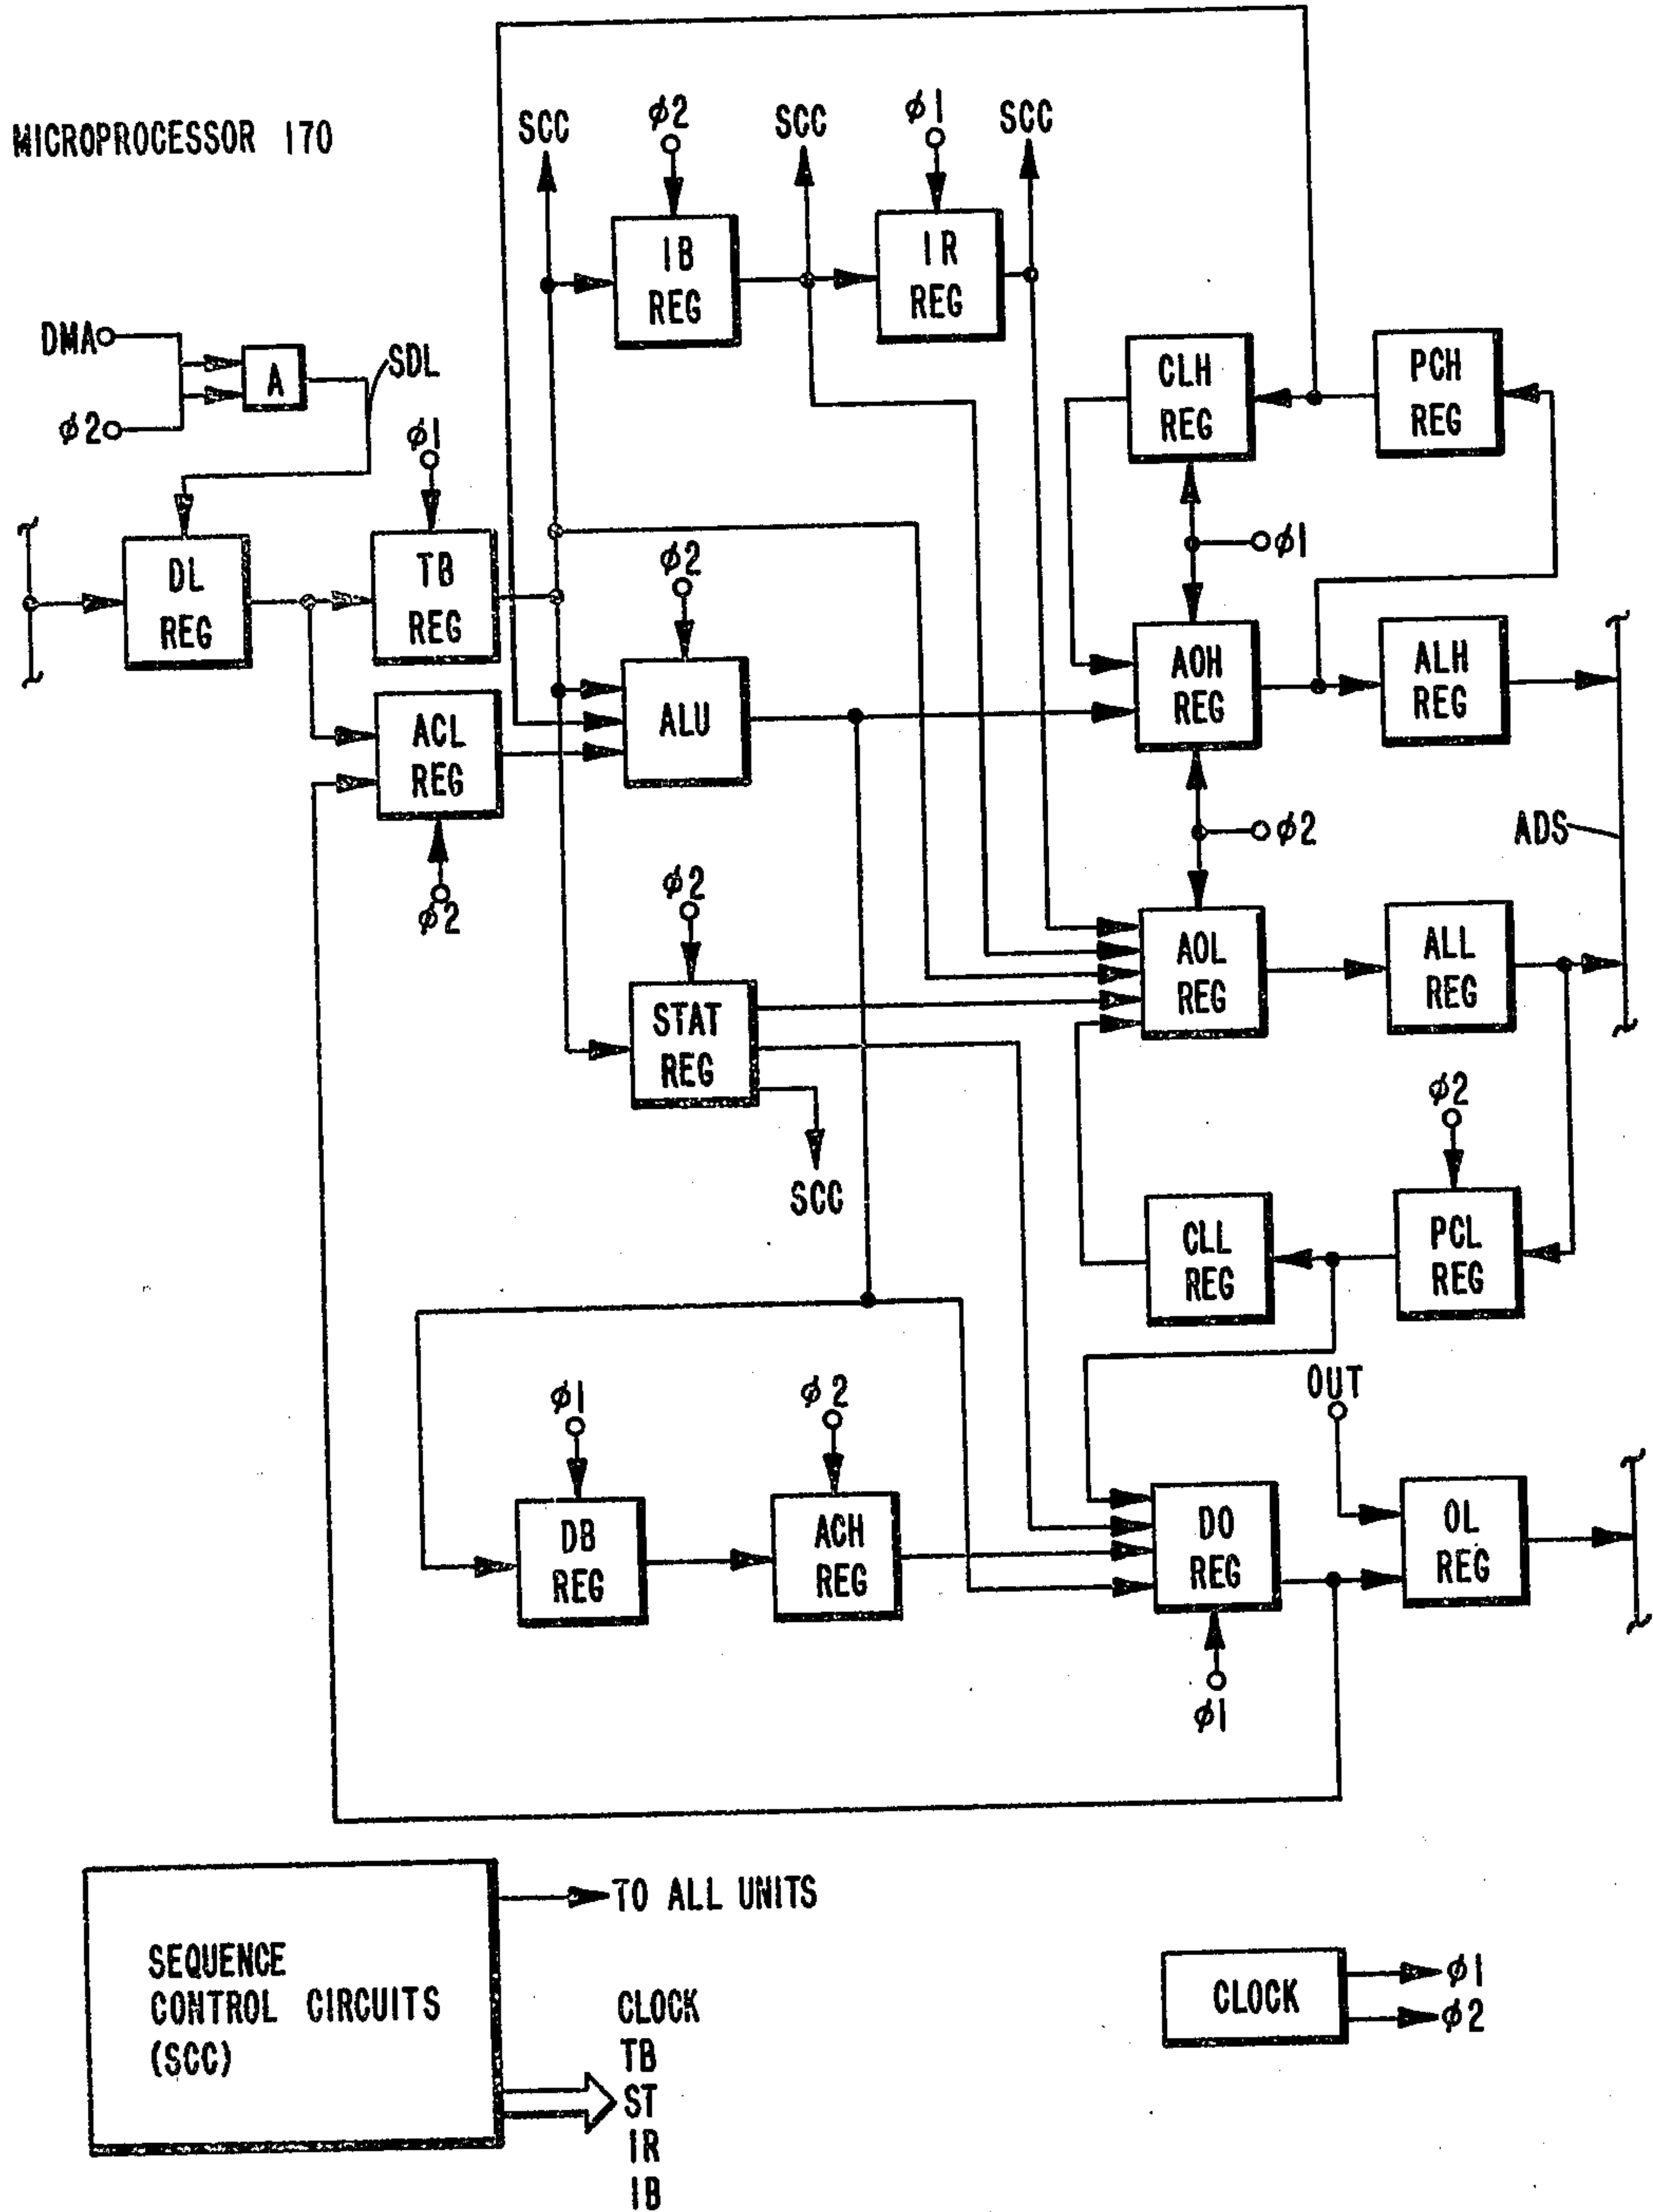 MICROPROCESSOR 170
SCC
φ2
SCC
φ1
SCC
IB
REG
IR
REG
DMA
A
SDL
φ2
φ1
CLH
REG
PCH
REG
φ1
DL
REG
TB
REG
φ2
ALU
AOH
REG
ALH
REG
ACL
REG
φ2
φ2
ADS
φ2
AOL
REG
ALL
REG
STAT
REG
SCC
φ2
CLL
REG
PCL
REG
φ1
φ2
OUT
DB
REG
ACH
REG
DO
REG
OL
REG
φ1
SEQUENCE
CONTROL CIRCUITS
(SCC)
TO ALL UNITS
CLOCK
TB
ST
IR
IB
CLOCK
φ1
φ2